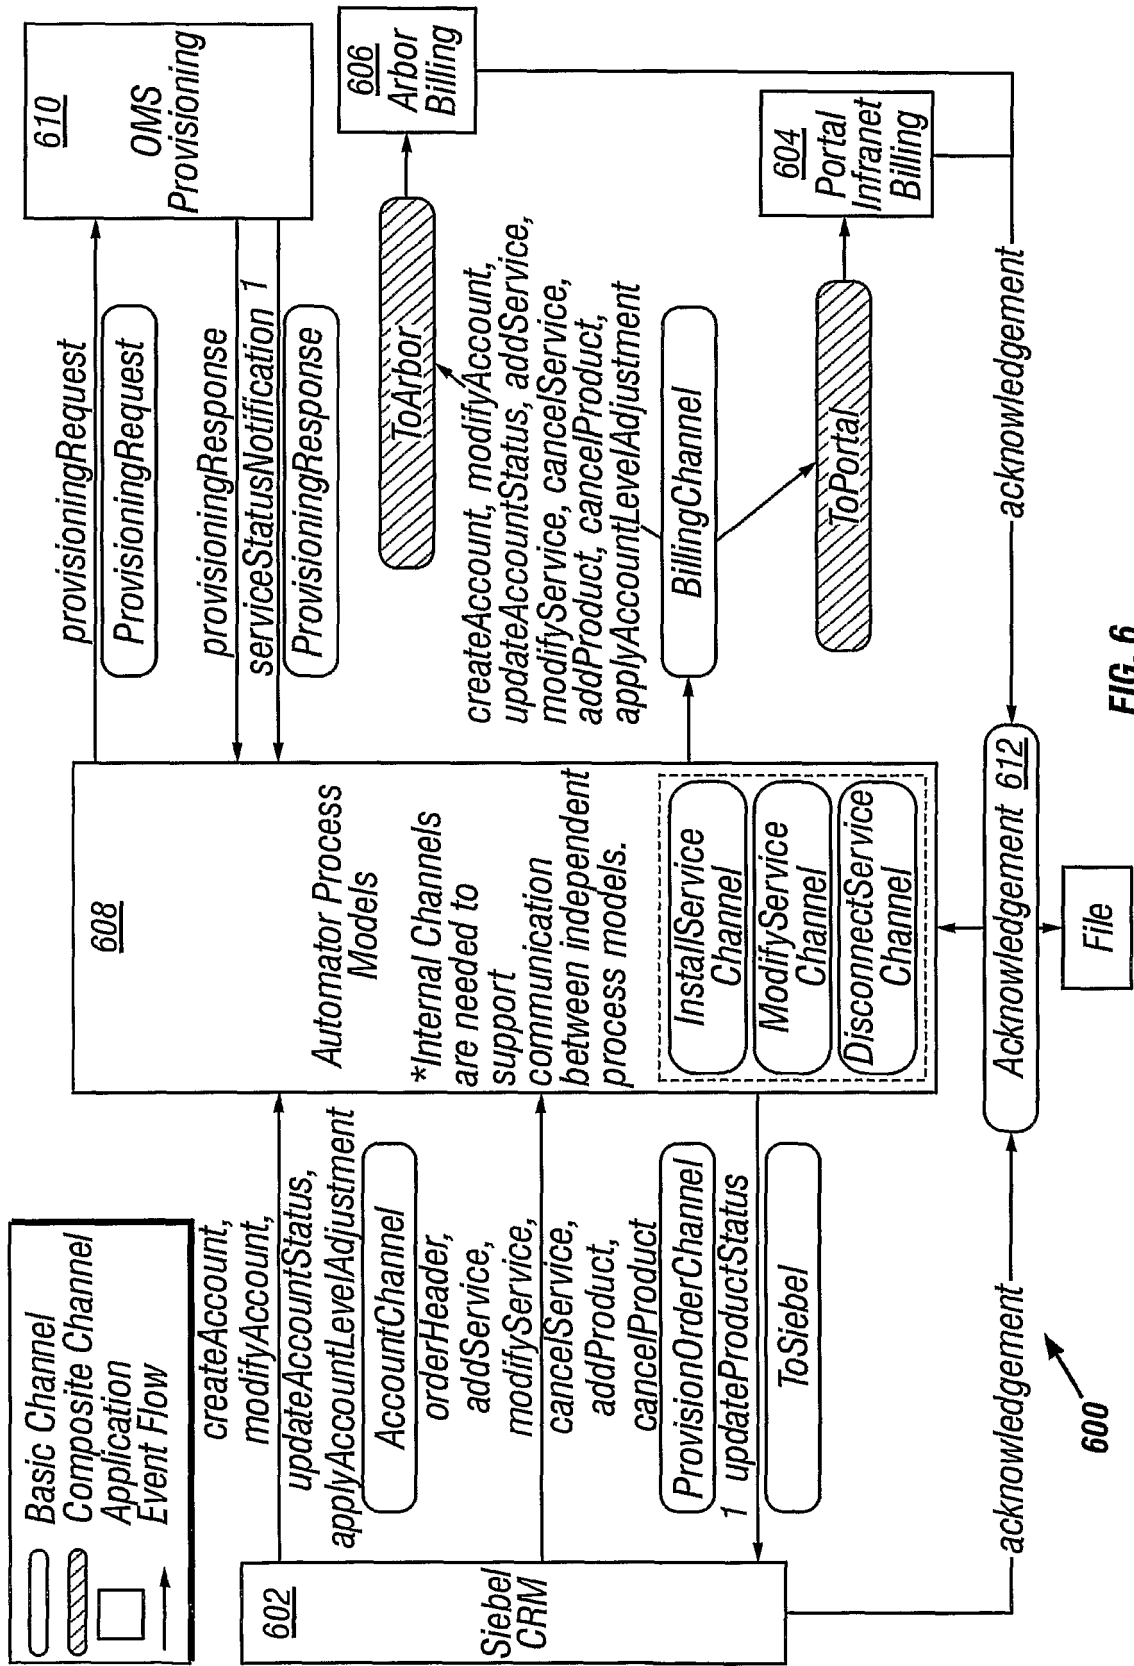 Basic Channel
Composite Channel
Application
Event Flow
602
Siebel
CRM
createAccount,
modifyAccount,
updateAccountStatus,
applyAccountLevelAdjustment
AccountChannel
orderHeader,
addService,
modifyService,
cancelService,
addProduct,
cancelProduct
ProvisionOrderChannel
1 updateProductStatus
ToSiebel
608
Automator Process
Models
*Internal Channels
are needed to
support
communication
between independent
process models.
InstallService
Channel
ModifyService
Channel
DisconnectService
Channel
provisioningRequest
ProvisioningRequest
provisioningResponse
serviceStatusNotification 1
ProvisioningResponse
610
OMS
Provisioning
ToArbor
606
Arbor
Billing
createAccount, modifyAccount,
updateAccountStatus, addService,
modifyService, cancelService,
addProduct, cancelProduct,
applyAccountLevelAdjustment
BillingChannel
ToPortal
604
Portal
Infranet
Billing
acknowledgement
Acknowledgement 612
acknowledgement
File
600
FIG. 6